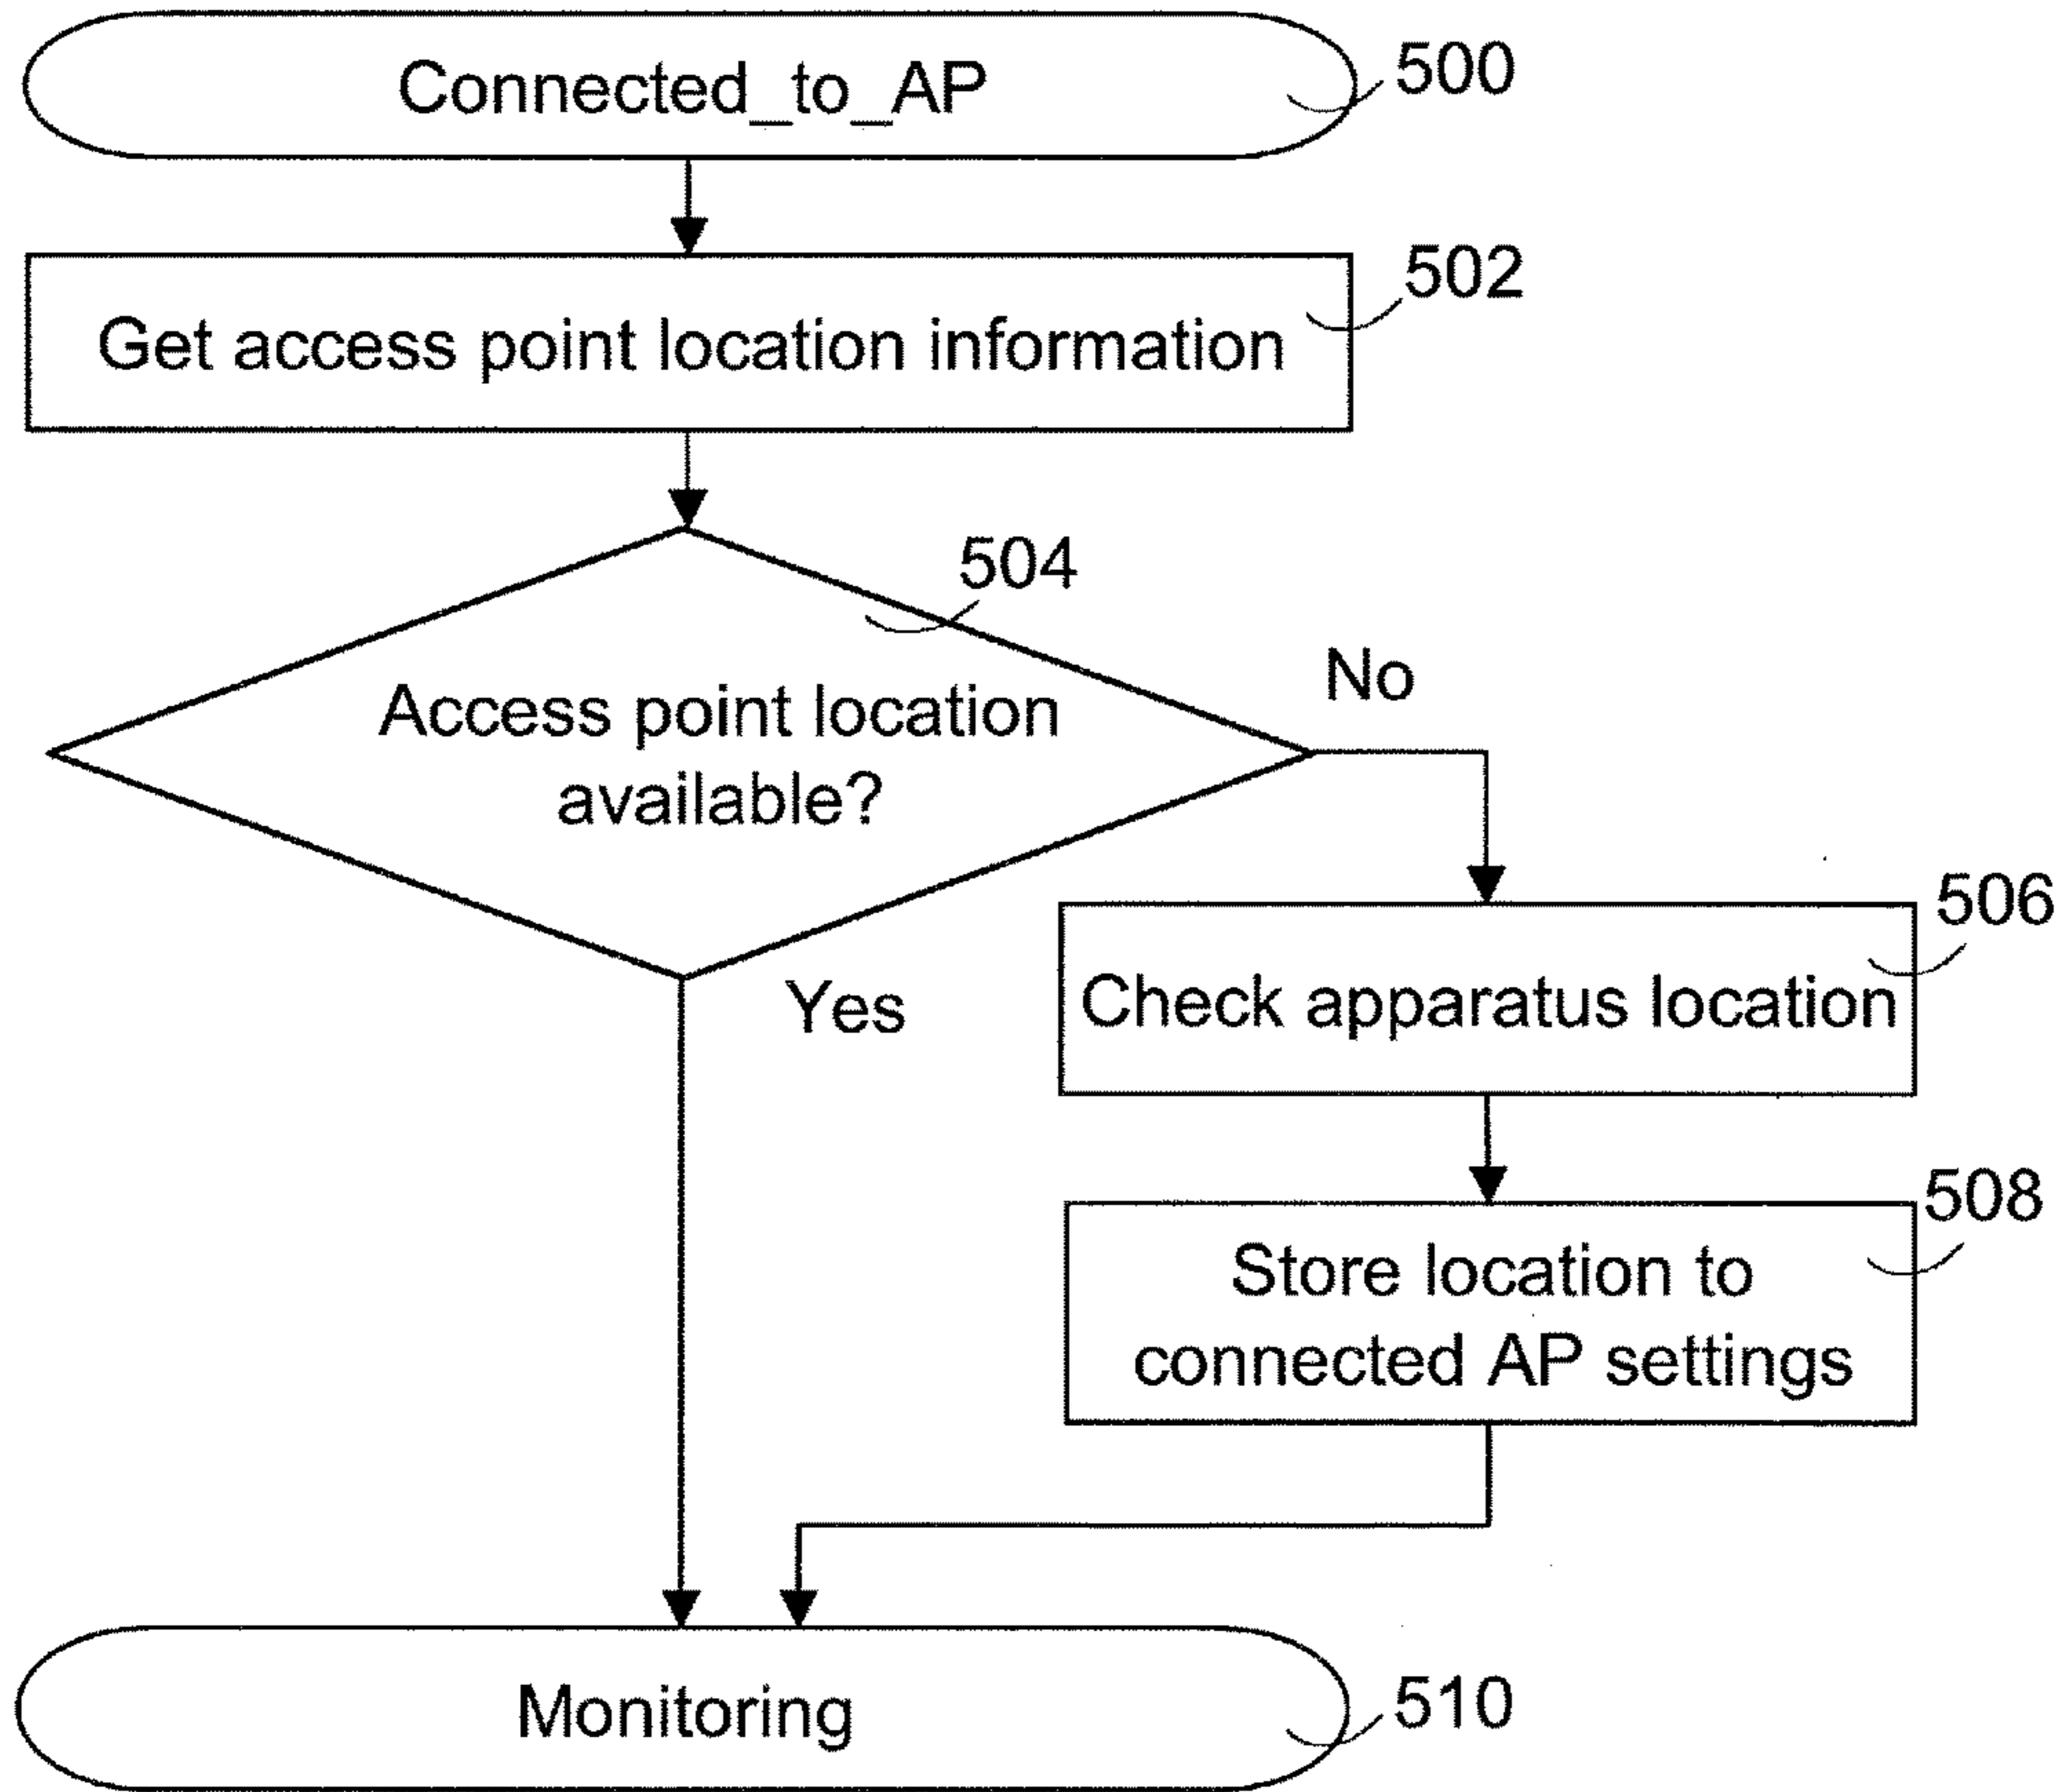 Connected_to_AP
500
502
Get access point location information
504
No
Access point location
available?
506
Yes
Check apparatus location
508
Store location to
connected AP settings
Monitoring
510